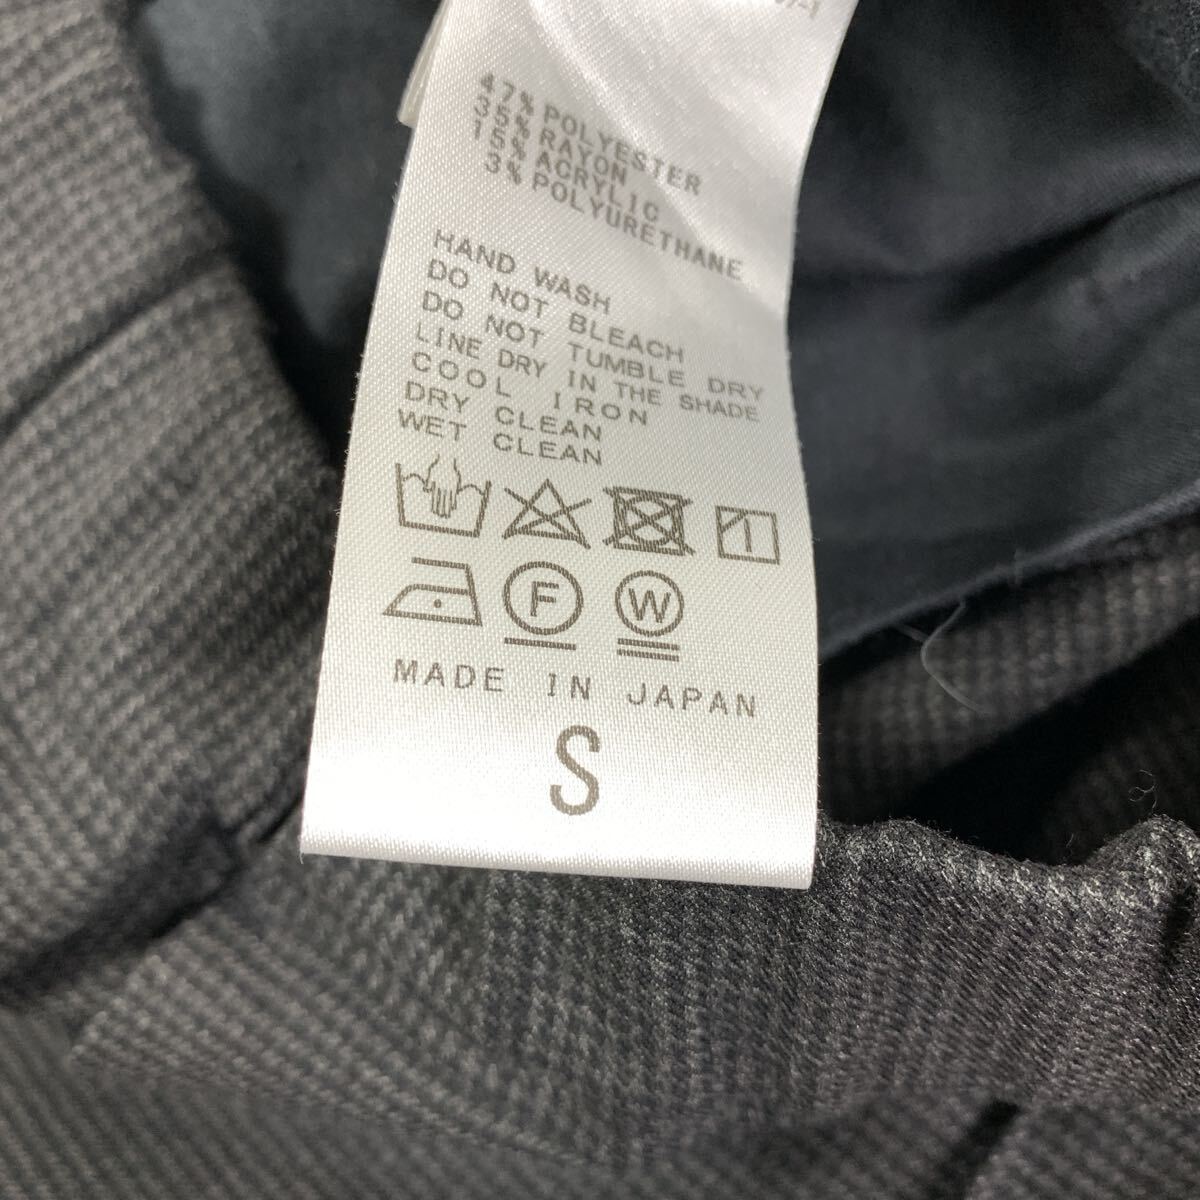 47% POLYESTER
35% RAYON
15% ACRYLIC
3% POLYURETHANE
HAND WASH
DO NOT BLEACH
DO NOT TUMBLE DRY
LINE DRY IN THE SHADE
COOL IRON
DRY CLEAN
WET CLEAN
F W
MADE IN JAPAN
S